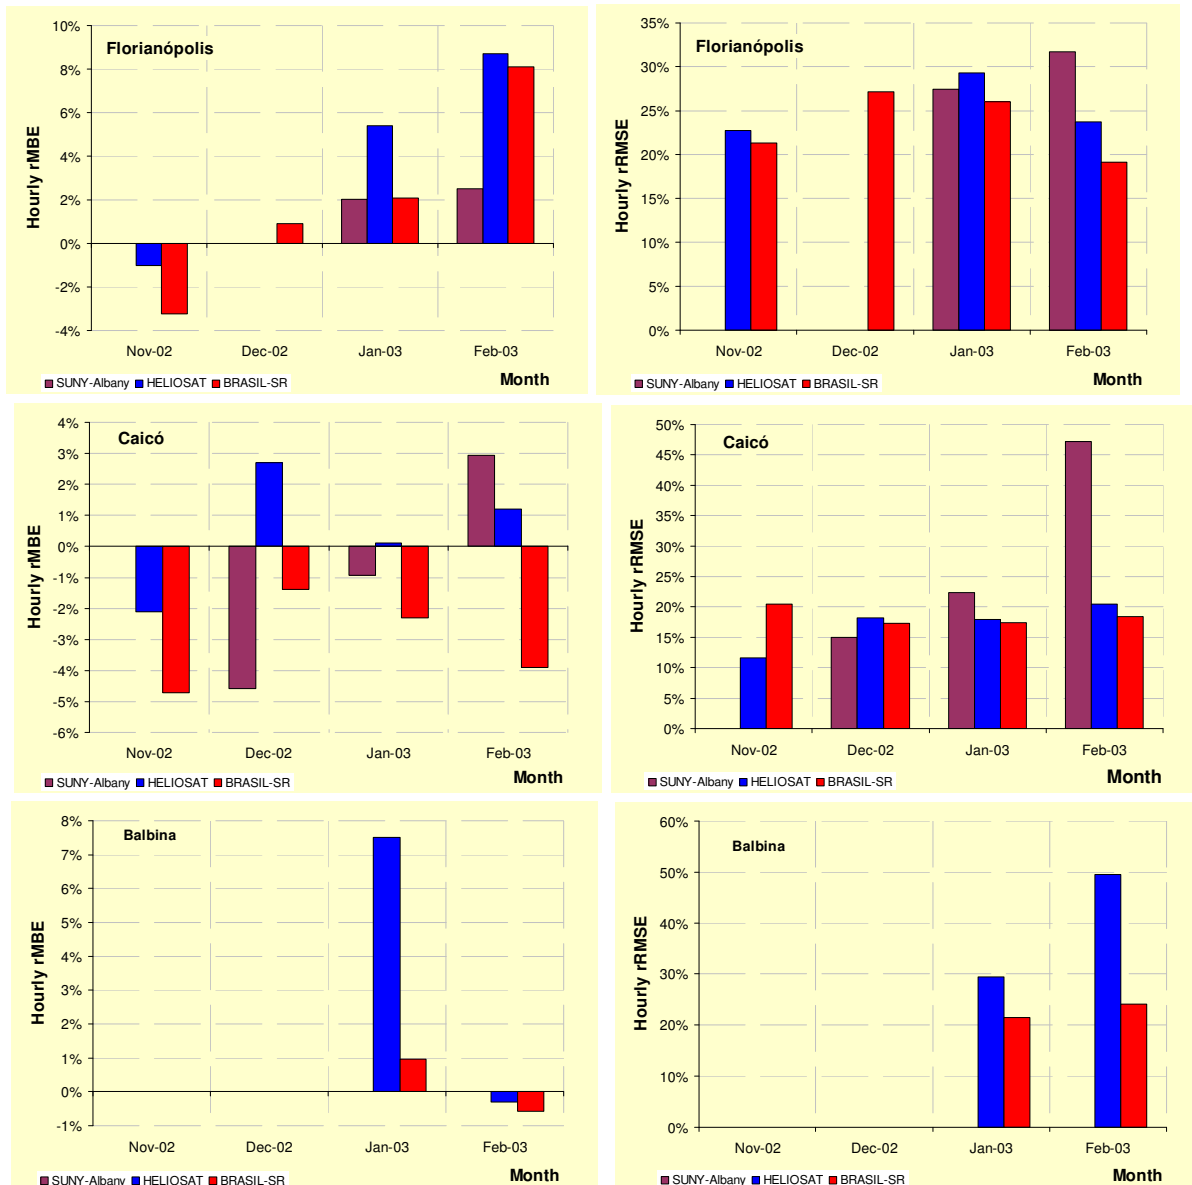 Florianópolis
Hourly rMBE
10%
8%
6%
4%
2%
0%
-2%
-4%
Nov-02 Dec-02 Jan-03 Feb-03
SUNY-Albany HELIOSAT BRASIL-SR
Month
Florianópolis
Hourly rRMSE
35%
30%
25%
20%
15%
10%
5%
0%
Nov-02 Dec-02 Jan-03 Feb-03
SUNY-Albany HELIOSAT BRASIL-SR
Month
Caicó
Hourly rMBE
4%
3%
2%
1%
0%
-1%
-2%
-3%
-4%
-5%
-6%
Nov-02 Dec-02 Jan-03 Feb-03
SUNY-Albany HELIOSAT BRASIL-SR
Month
Caicó
Hourly rRMSE
50%
45%
40%
35%
30%
25%
20%
15%
10%
5%
0%
Nov-02 Dec-02 Jan-03 Feb-03
SUNY-Albany HELIOSAT BRASIL-SR
Month
Balbina
Hourly rMBE
8%
7%
6%
5%
4%
3%
2%
1%
0%
-1%
Nov-02 Dec-02 Jan-03 Feb-03
SUNY-Albany HELIOSAT BRASIL-SR
Month
Balbina
Hourly rRMSE
60%
50%
40%
30%
20%
10%
0%
Nov-02 Dec-02 Jan-03 Feb-03
SUNY-Albany HELIOSAT BRASIL-SR
Month